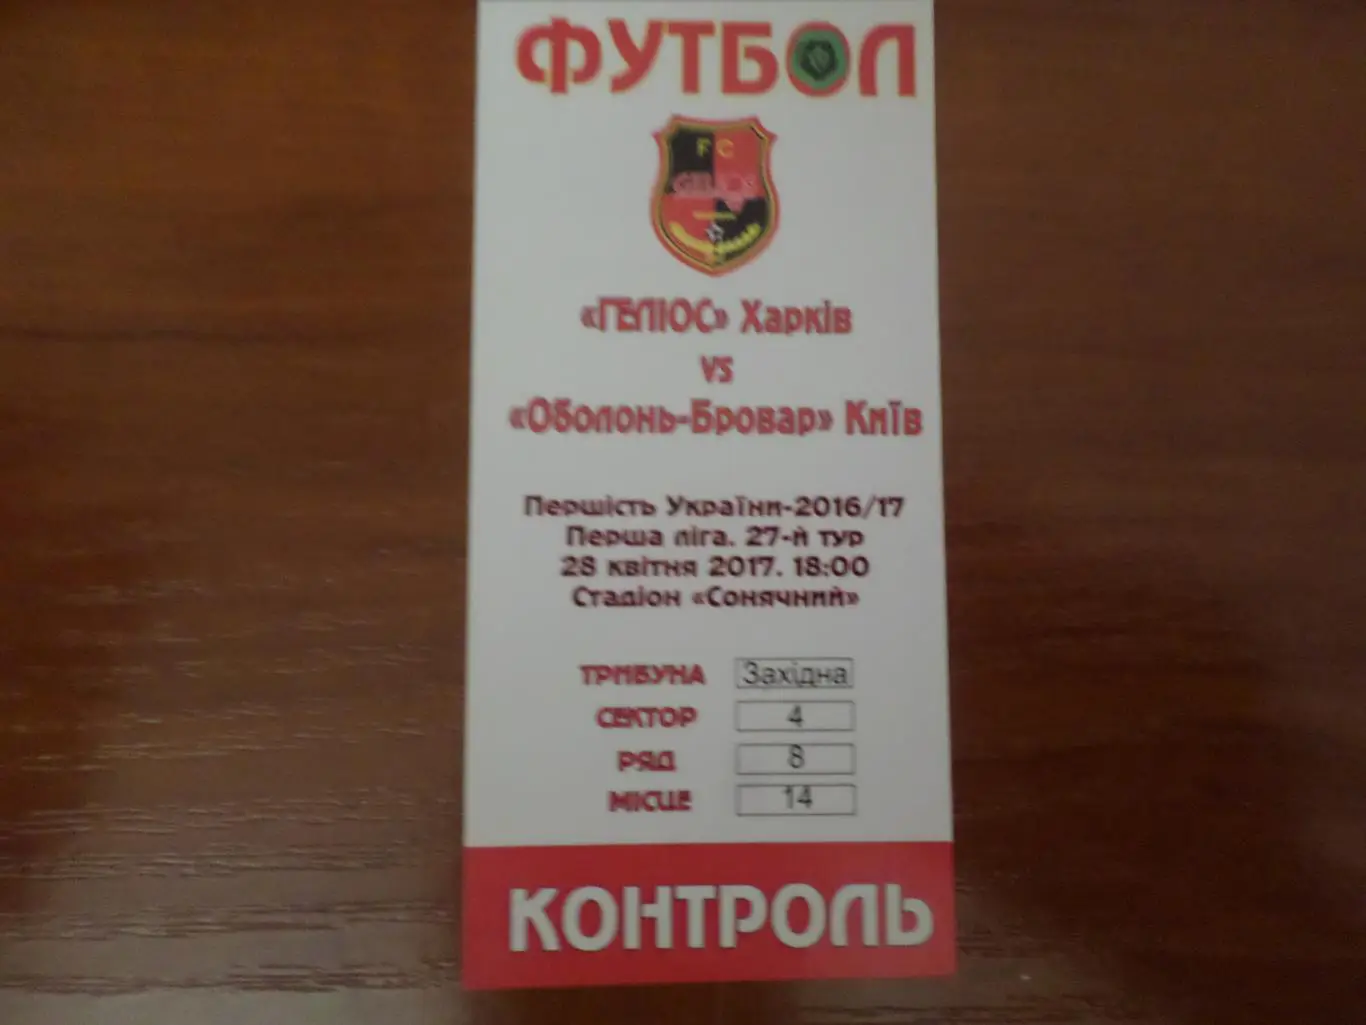 ФУТБОЛ
FC
«ГЕЛІОС» Харків
vs
«Оболонь-Бровар» Київ
Першість України-2016/17
Перша ліга. 27-й тур
28 квітня 2017. 18:00
Стадіон «Сонячний»
ТРИБУНА Західна
СЕКТОР 4
РЯД 8
МІСЦЕ 14
КОНТРОЛЬ